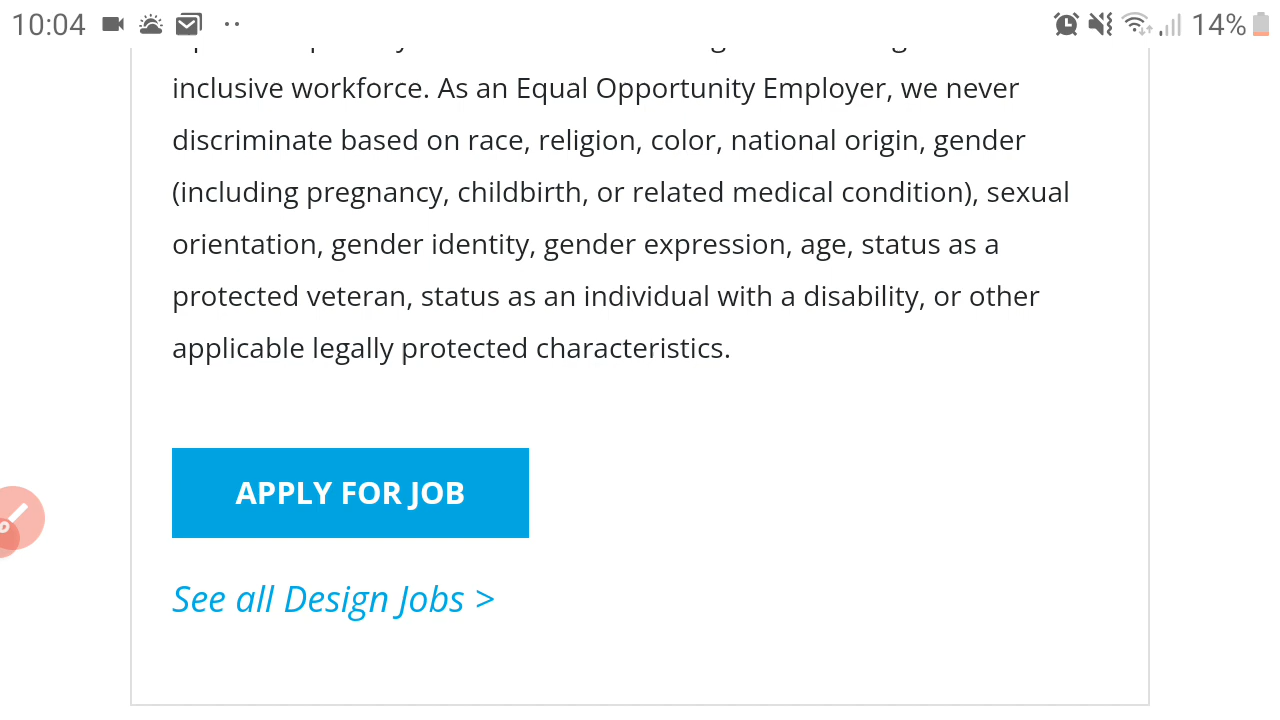 10:04
14%
inclusive workforce. As an Equal Opportunity Employer, we never
discriminate based on race, religion, color, national origin, gender
(including pregnancy, childbirth, or related medical condition), sexual
orientation, gender identity, gender expression, age, status as a
protected veteran, status as an individual with a disability, or other
applicable legally protected characteristics.
APPLY FOR JOB
See all Design Jobs >